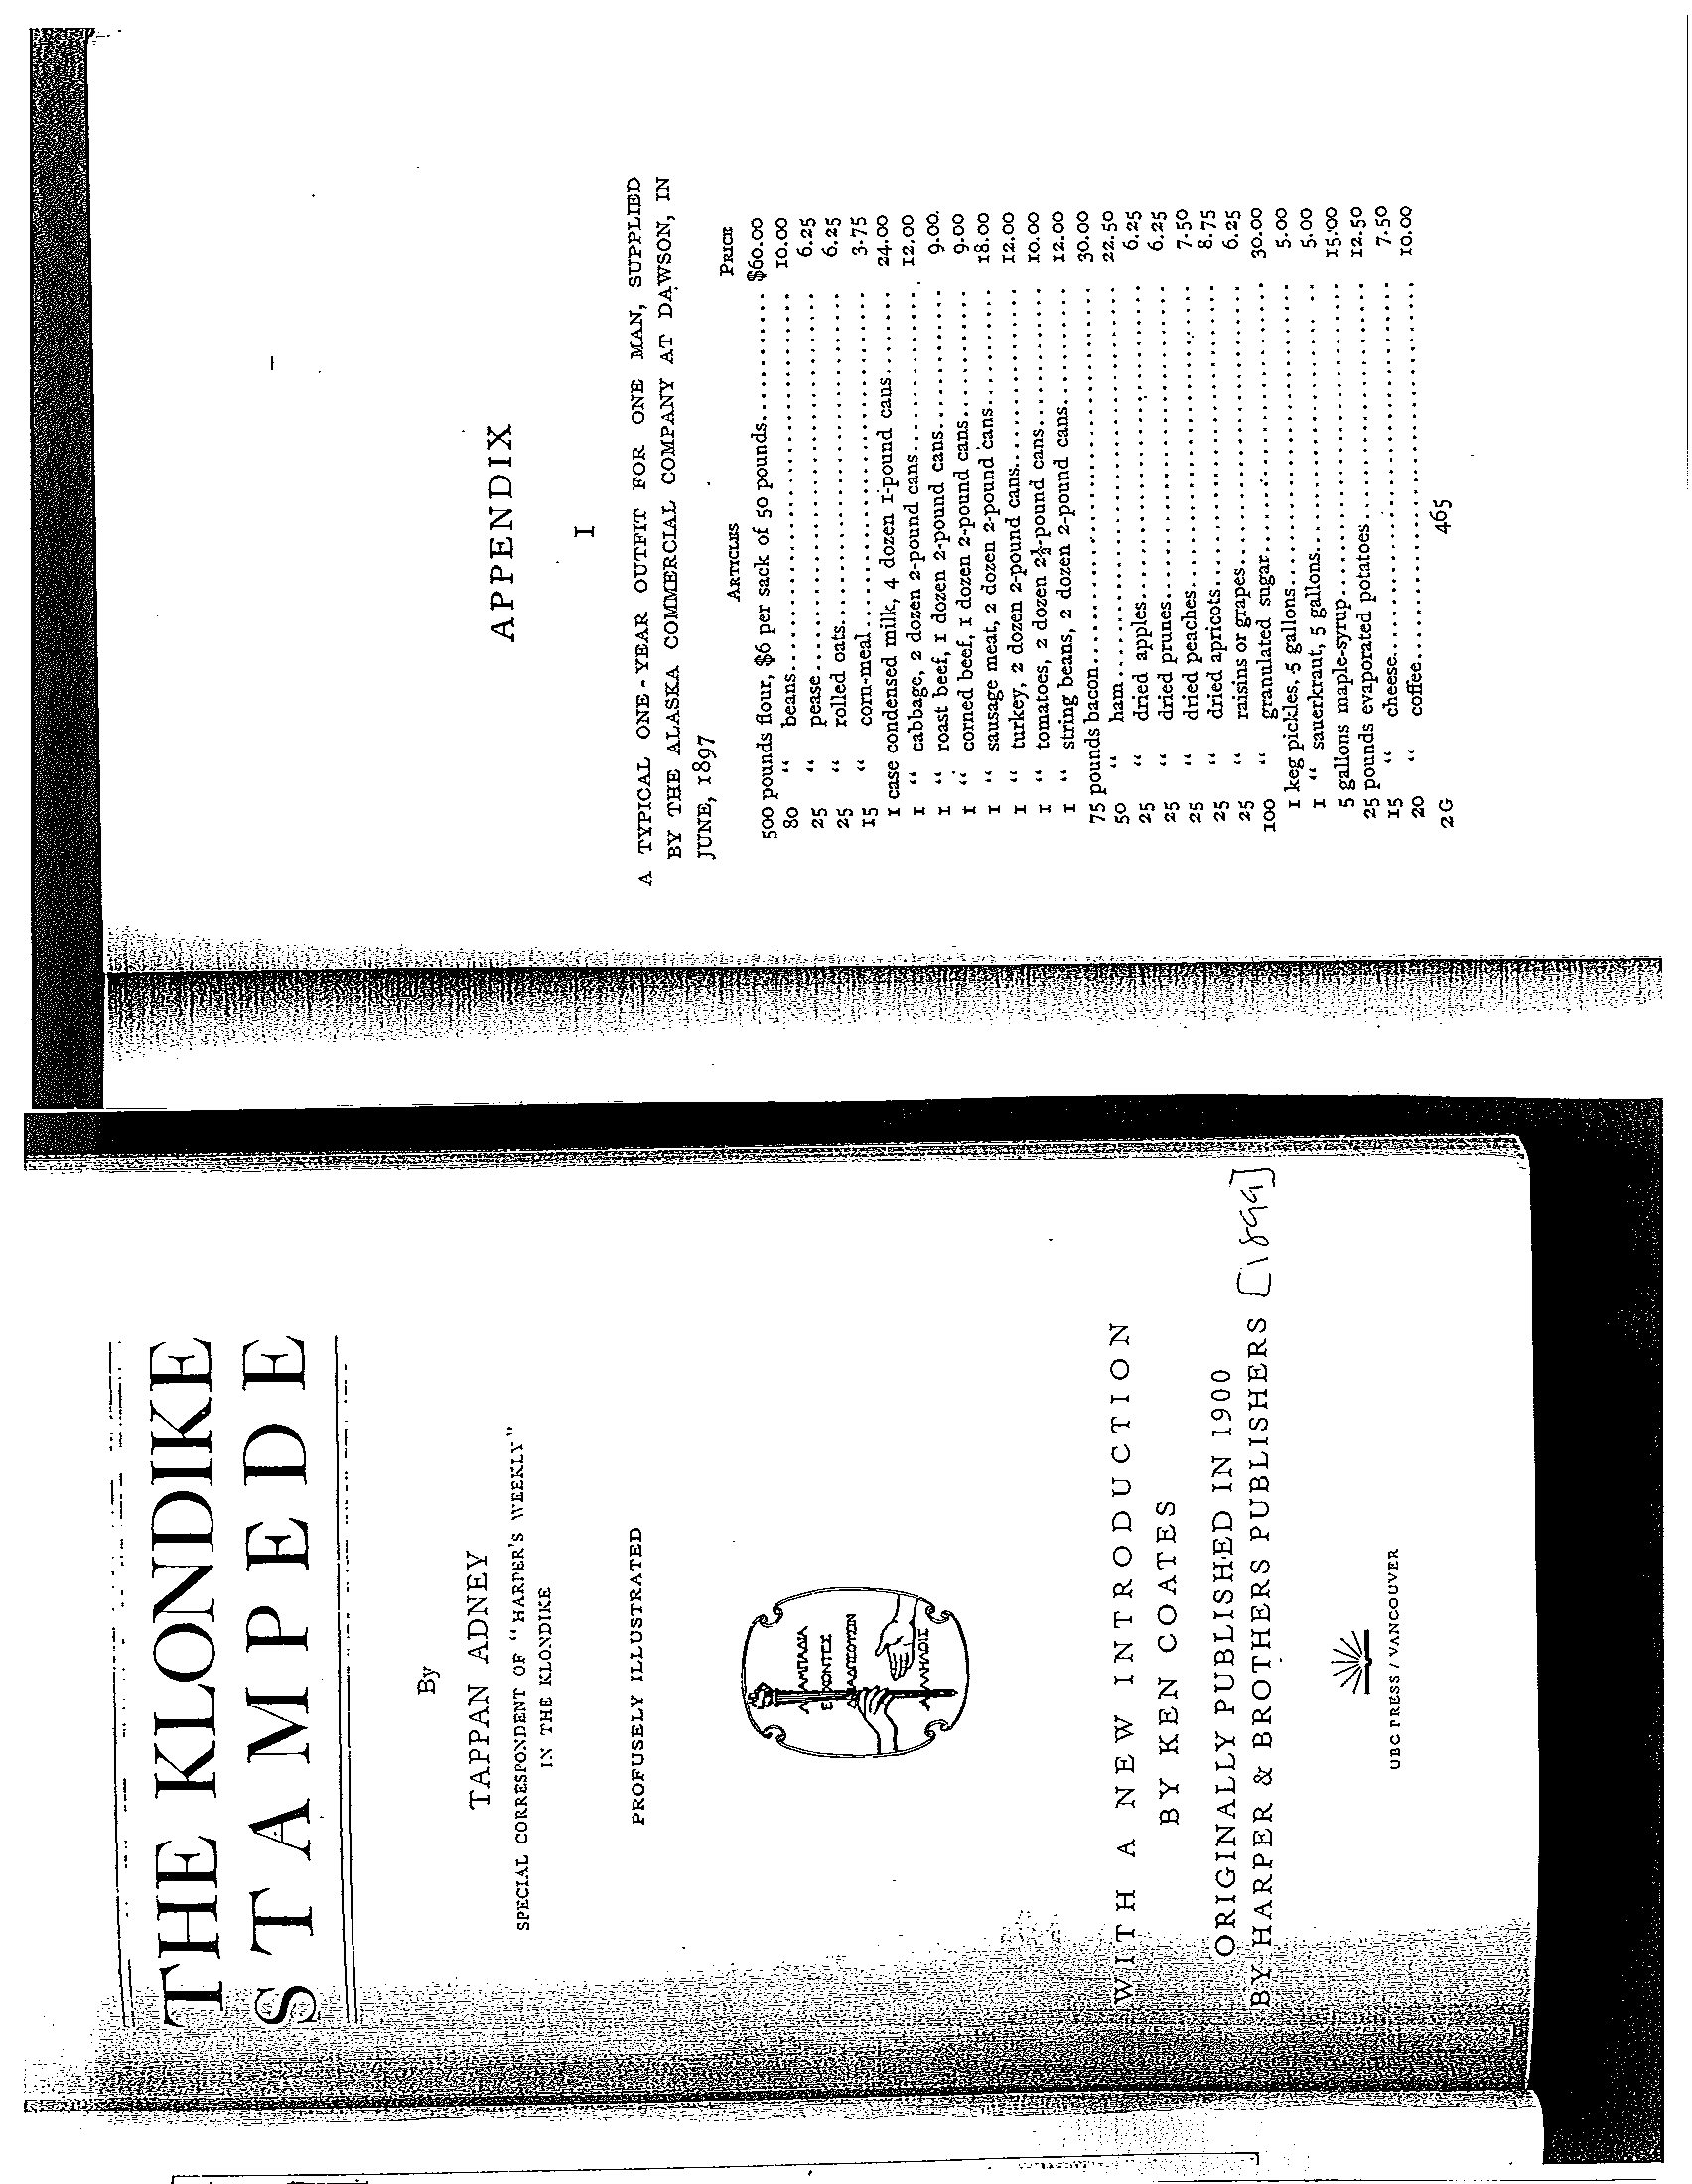 THE KLONDIKE
STAMPEDE
By
TAPPAN ADNEY
SPECIAL CORRESPONDENT OF "HARPER'S WEEKLY"
IN THE KLONDIKE
PROFUSELY ILLUSTRATED
ΛΑΜΠΑΔΙΑ
ΕΧΟΝΤΕΣ
ΔΙΑΔΩΣΟΥΣΙΝ
ΑΛΛΗΛΟΙΣ
WITH A NEW INTRODUCTION
BY KEN COATES
ORIGINALLY PUBLISHED IN 1900
BY HARPER & BROTHERS PUBLISHERS [1899]
UBC PRESS / VANCOUVER
APPENDIX
I
A TYPICAL ONE-YEAR OUTFIT FOR ONE MAN, SUPPLIED
BY THE ALASKA COMMERCIAL COMPANY AT DAWSON, IN
JUNE, 1897
ARTICLES PRICE
500 pounds flour, $6 per sack of 50 pounds.......... $60.00
80 " beans.......... 10.00
25 " pease.......... 6.25
25 " rolled oats.......... 6.25
15 " corn-meal.......... 3.75
1 case condensed milk, 4 dozen 1-pound cans.......... 24.00
1 " cabbage, 2 dozen 2-pound cans.......... 12.00
1 " roast beef, 1 dozen 2-pound cans.......... 9.00.
1 " corned beef, 1 dozen 2-pound cans.......... 9.00
1 " sausage meat, 2 dozen 2-pound cans.......... 18.00
1 " turkey, 2 dozen 2-pound cans.......... 12.00
1 " tomatoes, 2 dozen 2½-pound cans.......... 10.00
1 " string beans, 2 dozen 2-pound cans.......... 12.00
75 pounds bacon.......... 30.00
50 " ham.......... 22.50
25 " dried apples.......... 6.25
25 " dried prunes.......... 6.25
25 " dried peaches.......... 7.50
25 " dried apricots.......... 8.75
25 " raisins or grapes.......... 6.25
100 " granulated sugar.......... 30.00
1 keg pickles, 5 gallons.......... 5.00
1 " sauerkraut, 5 gallons.......... 5.00
5 gallons maple-syrup.......... 15.00
25 pounds evaporated potatoes.......... 12.50
15 " cheese.......... 7.50
20 " coffee.......... 10.00
2 G 465